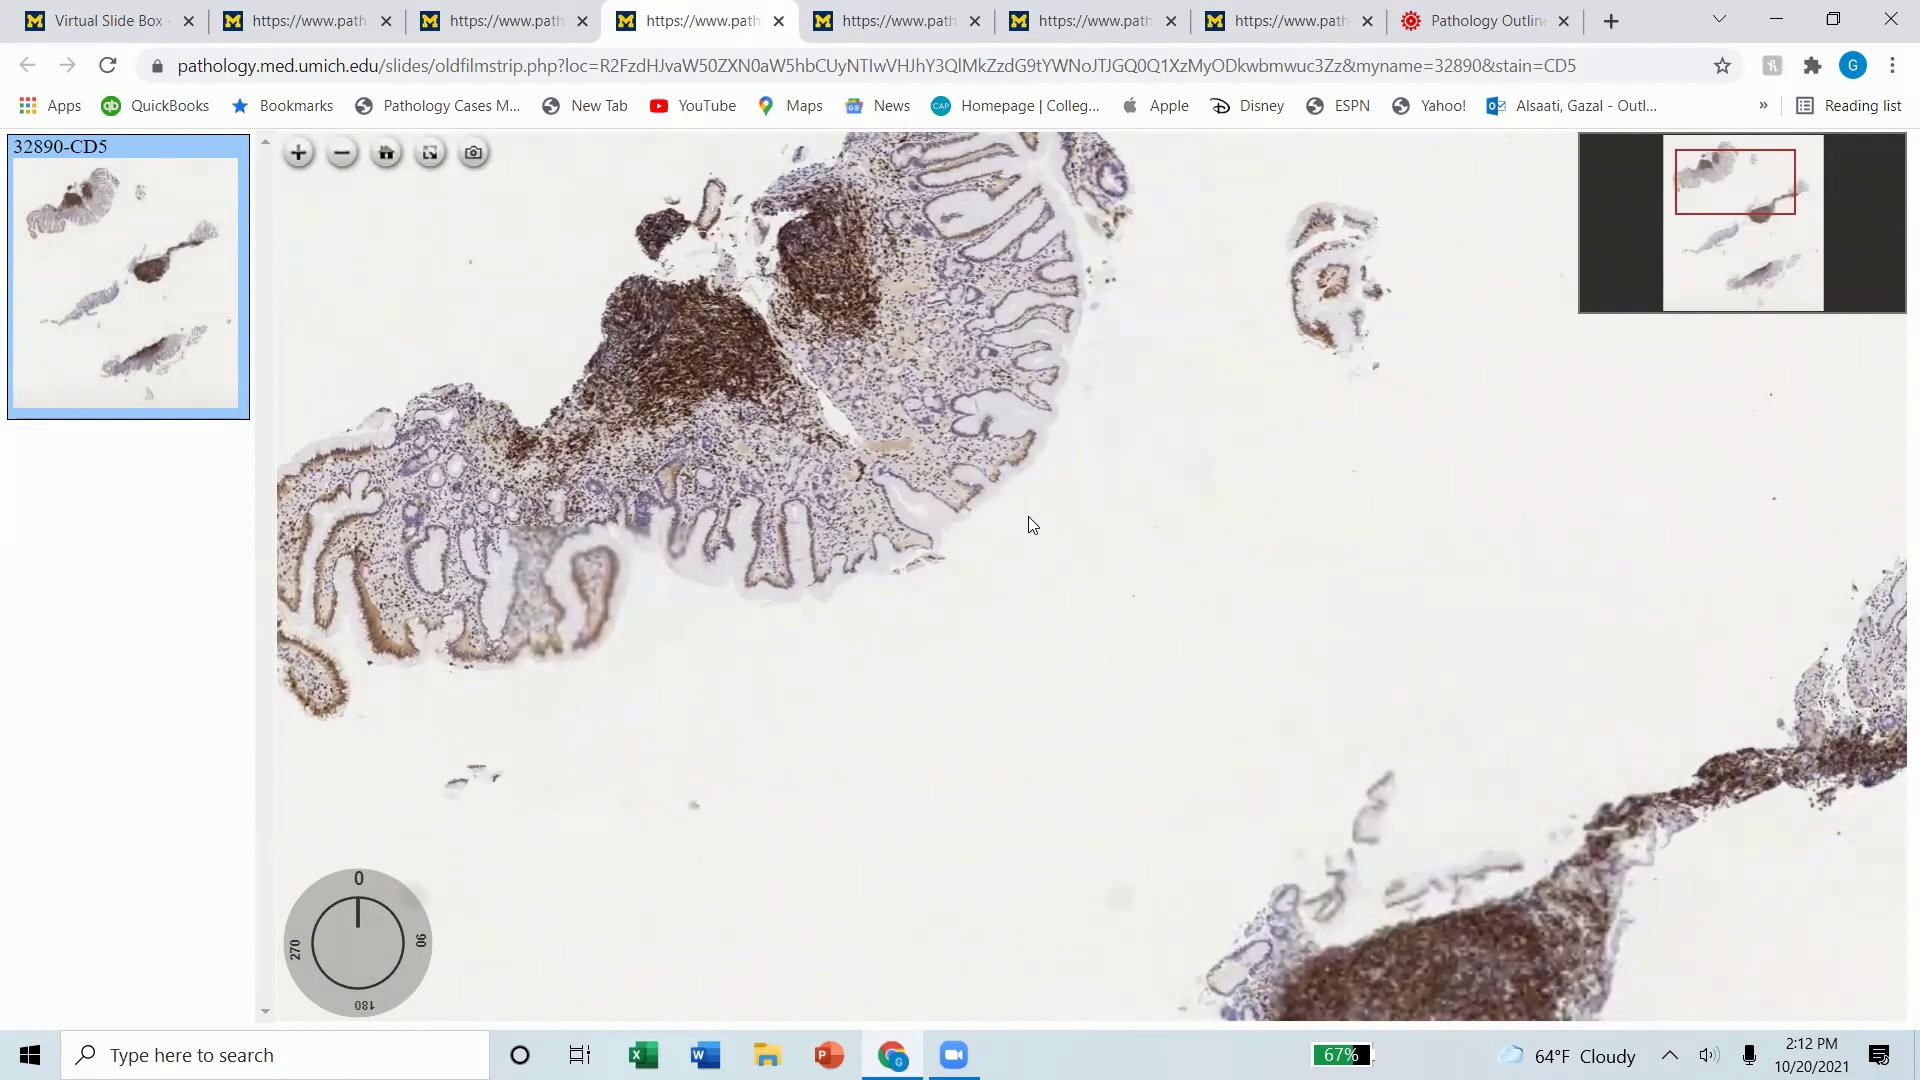 Virtual Slide Box - https://www.path https://www.path https://www.path https://www.path https://www.path https://www.path Pathology Outline
pathology.med.umich.edu/slides/oldfilmstrip.php?loc=R2FzdHJvaW50ZXN0aW5hbCUyNTIwVHJhY3QlMkZzdG9tYWNoJTJGQ0Q1XzMyODkwbmwuc3Zz&myname=32890&stain=CD5 G
Apps QuickBooks Bookmarks Pathology Cases M... New Tab YouTube Maps News CAP Homepage | Colleg... Apple Disney ESPN Yahoo! Alsaati, Gazal - Outl... » Reading list
32890-CD5
0
270
90
180
Type here to search 67% 64°F Cloudy 2:12 PM
10/20/2021